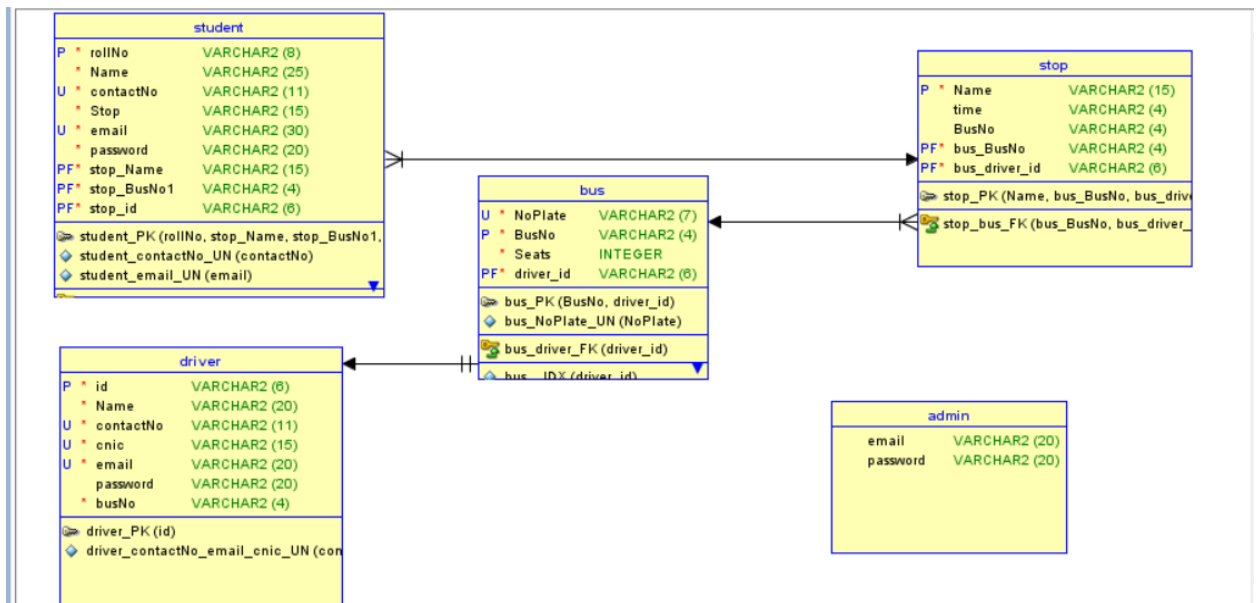 student
P * rollNo VARCHAR2 (8)
* Name VARCHAR2 (25)
U * contactNo VARCHAR2 (11)
* Stop VARCHAR2 (15)
U * email VARCHAR2 (30)
* password VARCHAR2 (20)
PF* stop_Name VARCHAR2 (15)
PF* stop_BusNo1 VARCHAR2 (4)
PF* stop_id VARCHAR2 (6)
student_PK (rollNo, stop_Name, stop_BusNo1,
student_contactNo_UN (contactNo)
student_email_UN (email)
stop
P * Name VARCHAR2 (15)
time VARCHAR2 (4)
BusNo VARCHAR2 (4)
PF* bus_BusNo VARCHAR2 (4)
PF* bus_driver_id VARCHAR2 (6)
stop_PK (Name, bus_BusNo, bus_drive
stop_bus_FK (bus_BusNo, bus_driver_
bus
U * NoPlate VARCHAR2 (7)
P * BusNo VARCHAR2 (4)
* Seats INTEGER
PF* driver_id VARCHAR2 (6)
bus_PK (BusNo, driver_id)
bus_NoPlate_UN (NoPlate)
bus_driver_FK (driver_id)
bus__IDX (driver_id)
driver
P * id VARCHAR2 (6)
* Name VARCHAR2 (20)
U * contactNo VARCHAR2 (11)
U * cnic VARCHAR2 (15)
U * email VARCHAR2 (20)
password VARCHAR2 (20)
* busNo VARCHAR2 (4)
driver_PK (id)
driver_contactNo_email_cnic_UN (con
admin
email VARCHAR2 (20)
password VARCHAR2 (20)